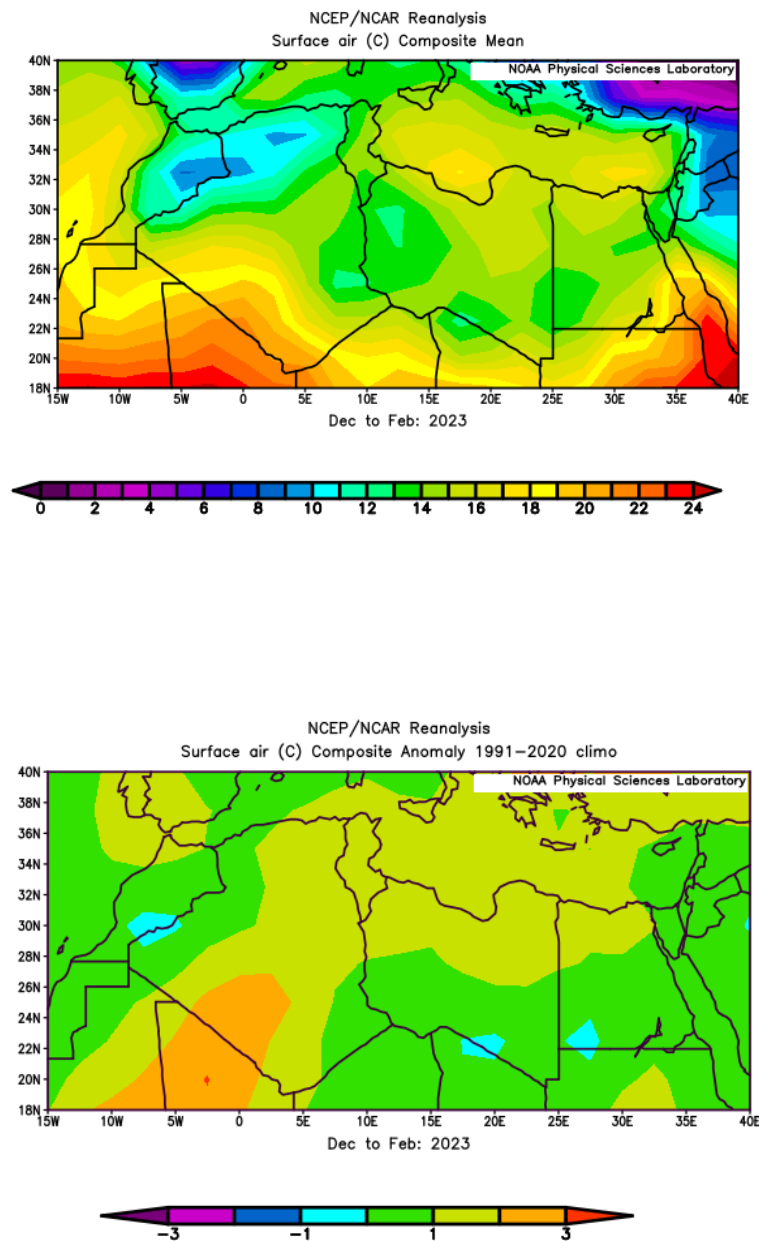 NCEP/NCAR Reanalysis
Surface air (C) Composite Mean
NOAA Physical Sciences Laboratory
40N
38N
36N
34N
32N
30N
28N
26N
24N
22N
20N
18N
15W 10W 5W 0 5E 10E 15E 20E 25E 30E 35E 40E
Dec to Feb: 2023
0 2 4 6 8 10 12 14 16 18 20 22 24
NCEP/NCAR Reanalysis
Surface air (C) Composite Anomaly 1991-2020 climo
NOAA Physical Sciences Laboratory
40N
38N
36N
34N
32N
30N
28N
26N
24N
22N
20N
18N
15W 10W 5W 0 5E 10E 15E 20E 25E 30E 35E 40E
Dec to Feb: 2023
-3 -1 1 3